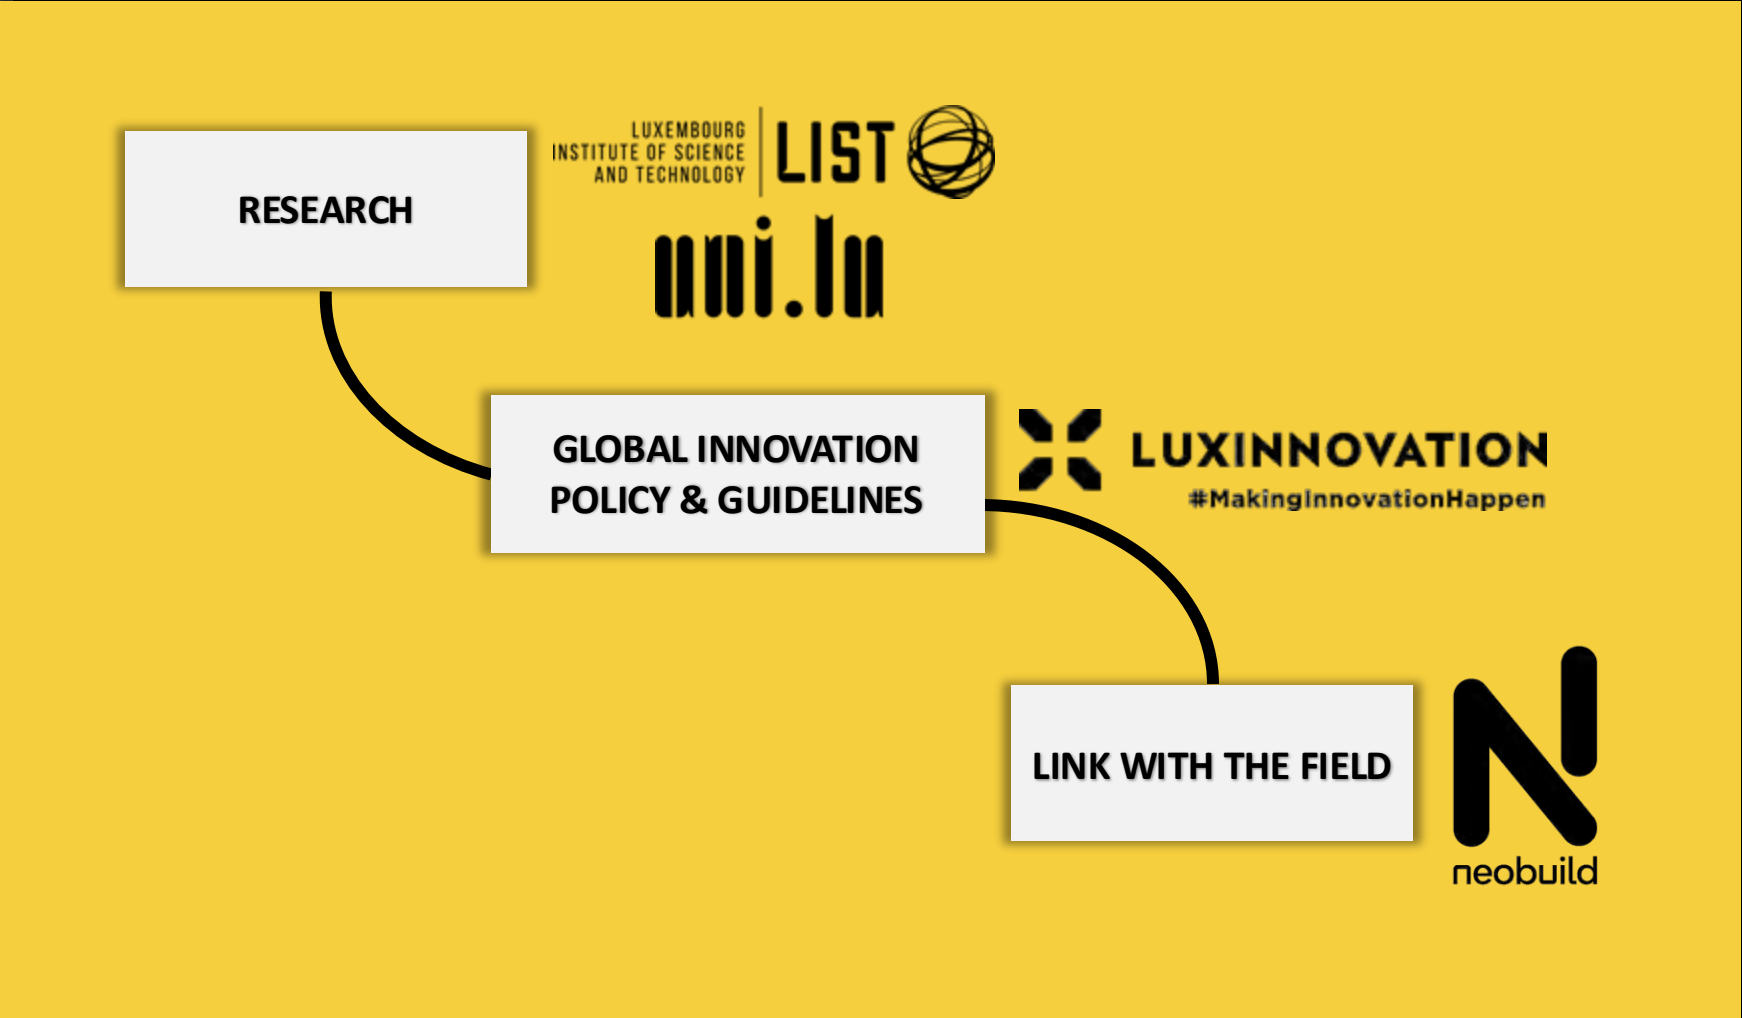 RESEARCH
LUXEMBOURG
INSTITUTE OF SCIENCE
AND TECHNOLOGY
LIST
uni.lu
GLOBAL INNOVATION
POLICY & GUIDELINES
LUXINNOVATION
#MakingInnovationHappen
LINK WITH THE FIELD
neobuild